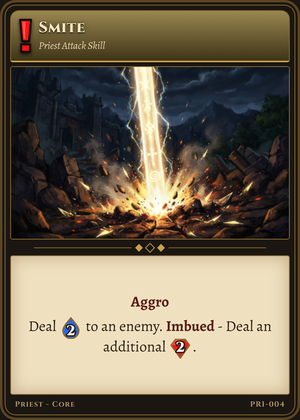 !
Smite
Priest Attack Skill
Aggro
Deal 2 to an enemy. Imbued - Deal an
additional 2 .
Priest - Core
PRI-004